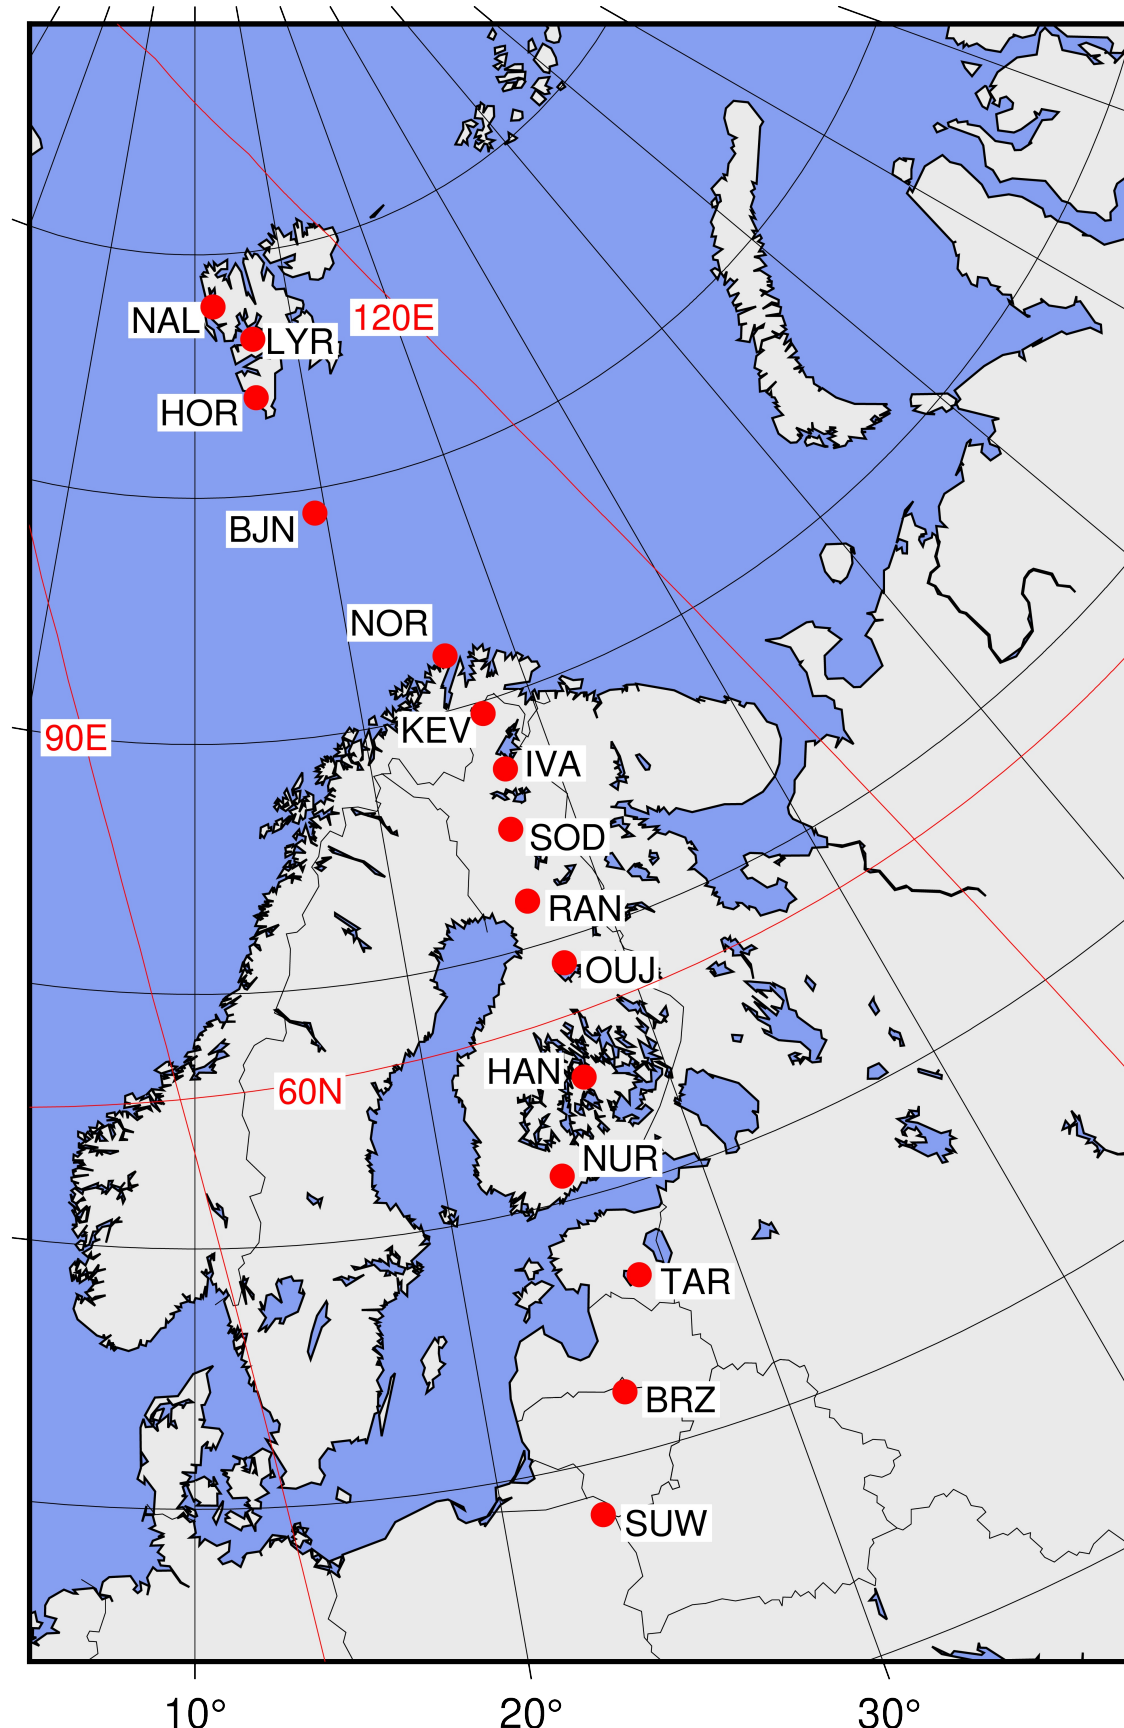 120E
NAL
LYR
HOR
BJN
NOR
KEV
90E
IVA
SOD
RAN
OUJ
HAN
60N
NUR
TAR
BRZ
SUW
10° 20° 30°